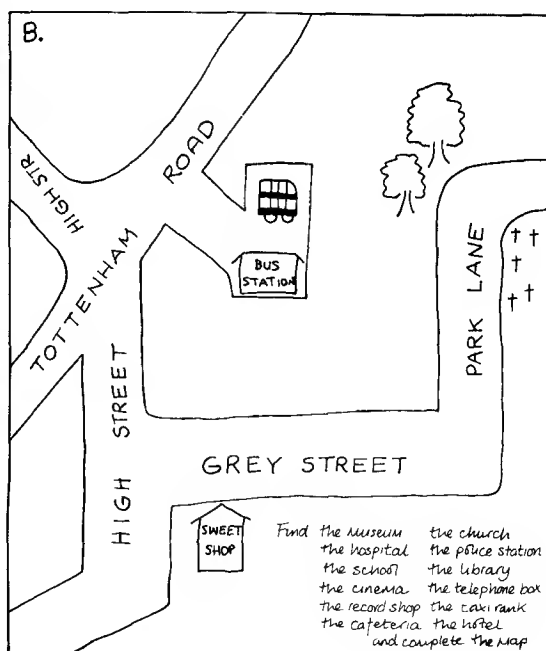 B.
HIGH STR
ROAD
TOTTENHAM
BUS
STATION
PARK LANE
HIGH STREET
GREY STREET
SWEET
SHOP
Find the Museum the church
the hospital the police station
the school the library
the cinema the telephone box
the record shop the taxi rank
the cafeteria the hotel
and complete the Map